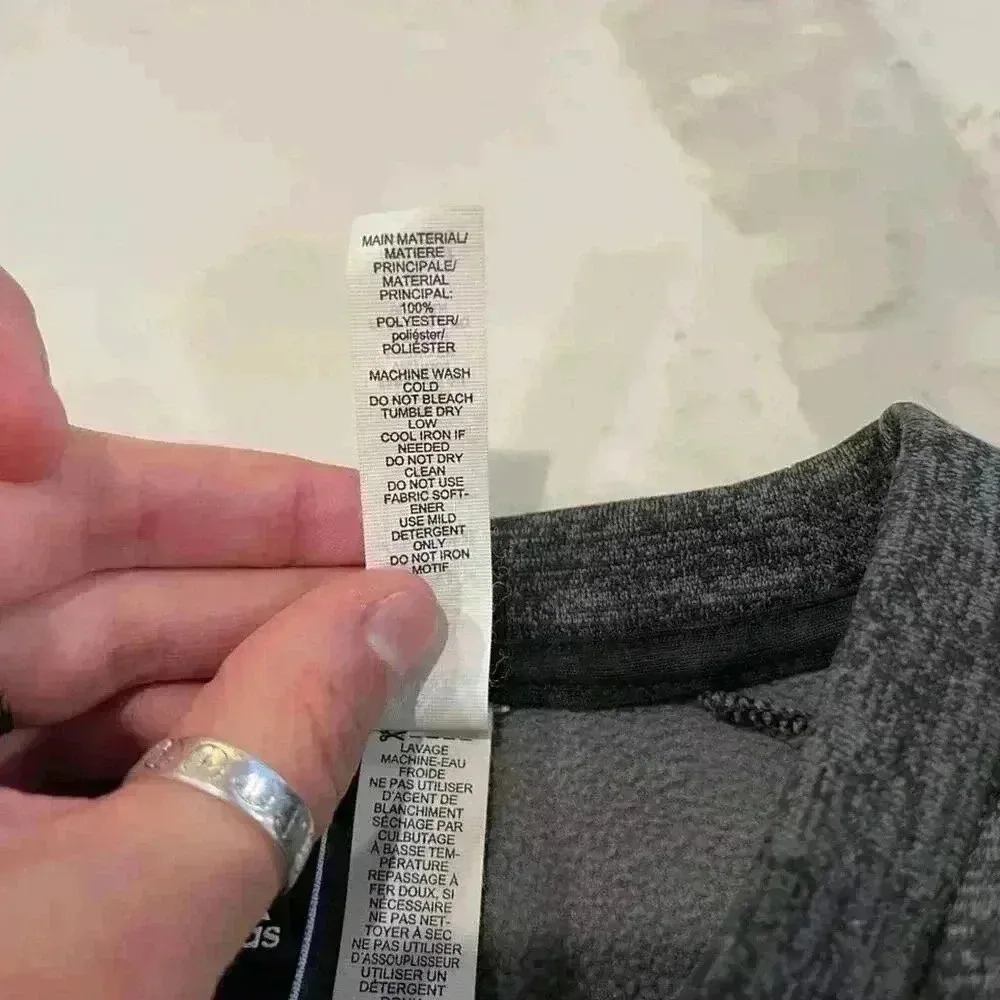 MAIN MATERIAL/
MATIERE
PRINCIPALE/
MATERIAL
PRINCIPAL:
100%
POLYESTER/
poliéster/
POLIÉSTER
MACHINE WASH
COLD
DO NOT BLEACH
TUMBLE DRY
LOW
COOL IRON IF
NEEDED
DO NOT DRY
CLEAN
DO NOT USE
FABRIC SOFT-
ENER
USE MILD
DETERGENT
ONLY
DO NOT IRON
MOTIF
LAVAGE
MACHINE-EAU
FROIDE
NE PAS UTILISER
D'AGENT DE
BLANCHIMENT
SÉCHAGE PAR
CULBUTAGE
À BASSE TEM-
PÉRATURE
REPASSAGE À
FER DOUX, SI
NÉCESSAIRE
NE PAS NET-
TOYER À SEC
NE PAS UTILISER
D'ASSOUPLISSEUR
UTILISER UN
DÉTERGENT